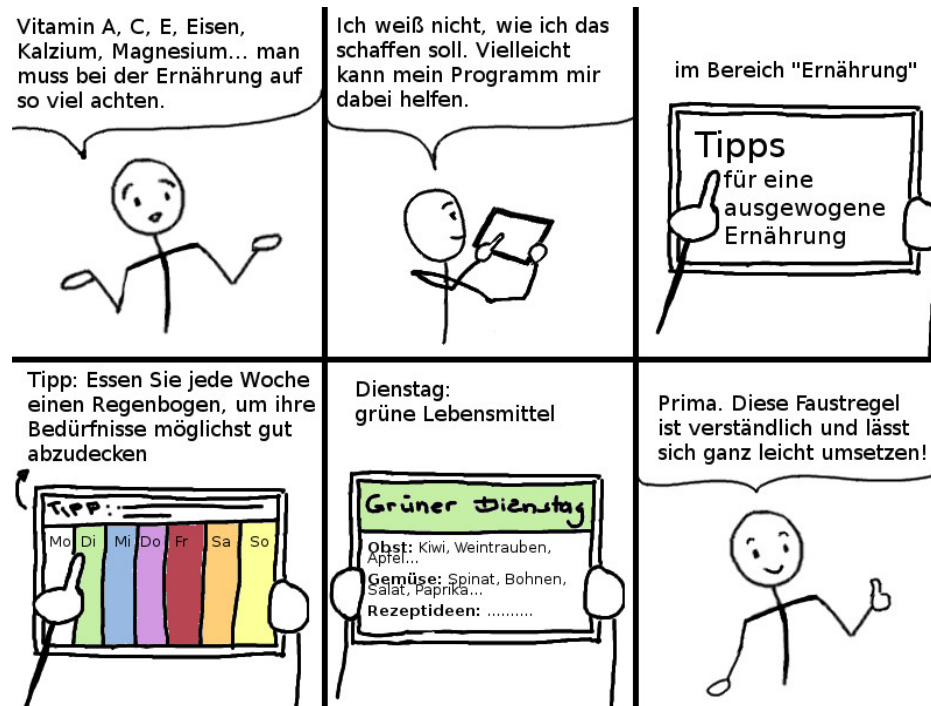 Vitamin A, C, E, Eisen,
Kalzium, Magnesium... man
muss bei der Ernährung auf
so viel achten.
Ich weiß nicht, wie ich das
schaffen soll. Vielleicht
kann mein Programm mir
dabei helfen.
im Bereich "Ernährung"
Tipps
für eine
ausgewogene
Ernährung
Tipp: Essen Sie jede Woche
einen Regenbogen, um ihre
Bedürfnisse möglichst gut
abzudecken
TIPP:
Mo Di Mi Do Fr Sa So
Dienstag:
grüne Lebensmittel
Grüner Dienstag
Obst: Kiwi, Weintrauben,
Äpfel...
Gemüse: Spinat, Bohnen,
Salat, Paprika...
Rezeptideen: ..........
Prima. Diese Faustregel
ist verständlich und lässt
sich ganz leicht umsetzen!